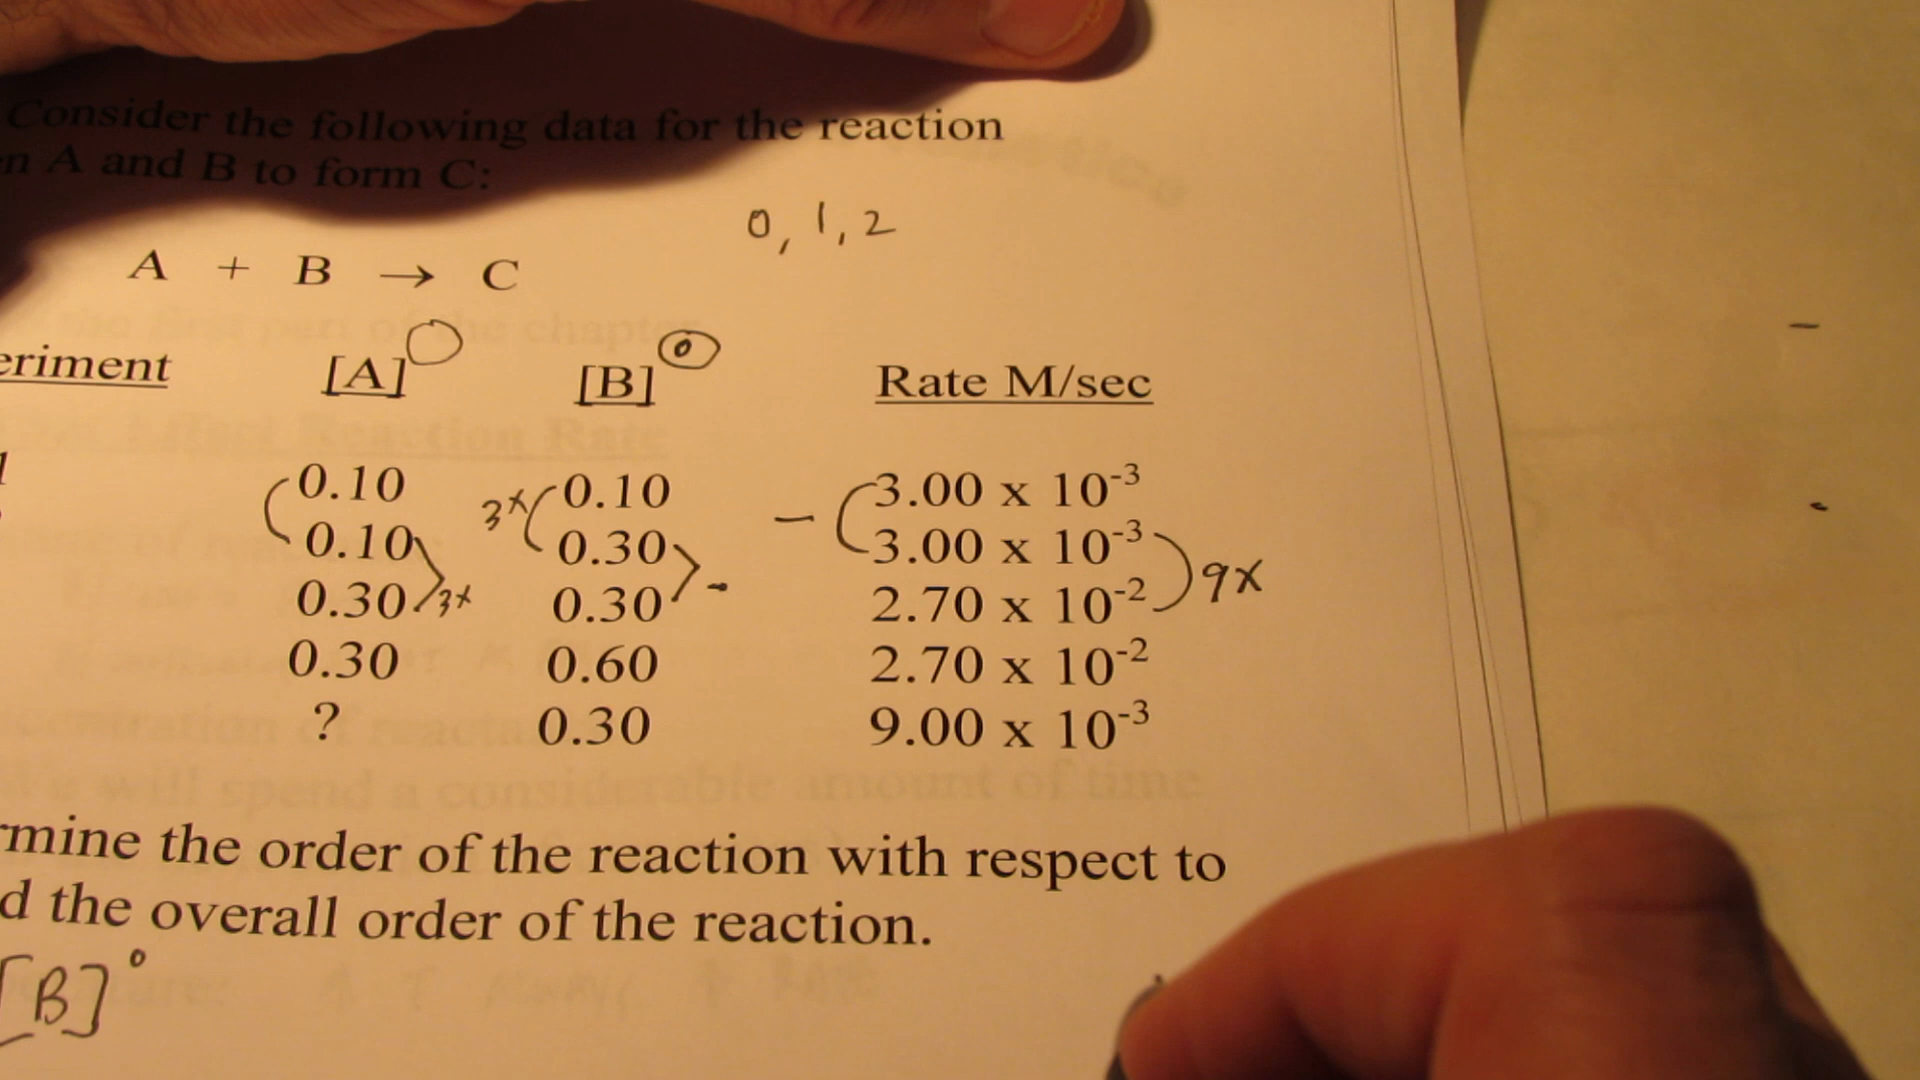 Consider the following data for the reaction
n A and B to form C:
0, 1, 2
A + B → C
eriment [A] [B]⁰ Rate M/sec
0.10 3x 0.10 – 3.00 x 10⁻³
0.10 0.30 3.00 x 10⁻³
0.30 3x 0.30 - 2.70 x 10⁻² 9x
0.30 0.60 2.70 x 10⁻²
? 0.30 9.00 x 10⁻³
rmine the order of the reaction with respect to
d the overall order of the reaction.
[B]⁰